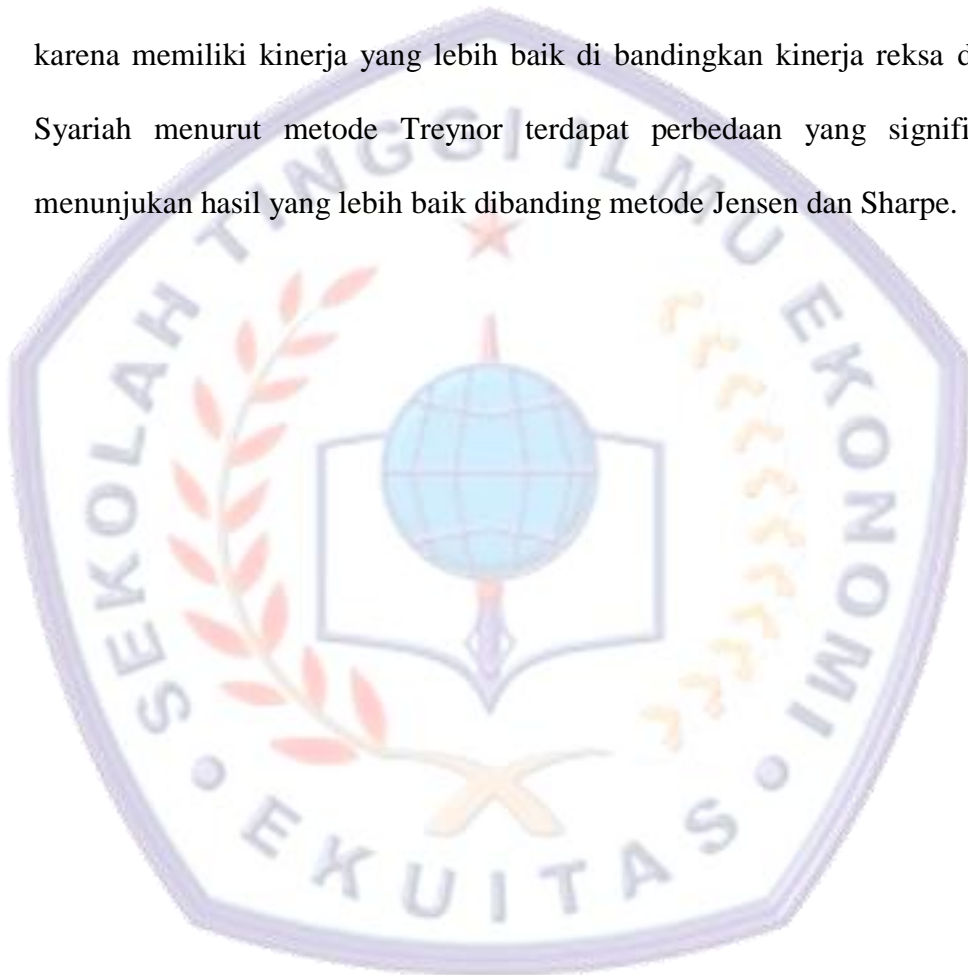 karena memiliki kinerja yang lebih baik di bandingkan kinerja reksa
Syariah menurut metode Treynor terdapat perbedaan yang
menunjukan hasil yang lebih baik dibanding metode Jensen dan Sharpe.
SEKOLAH TINGGI ILMU EKONOMI
EKUITAS